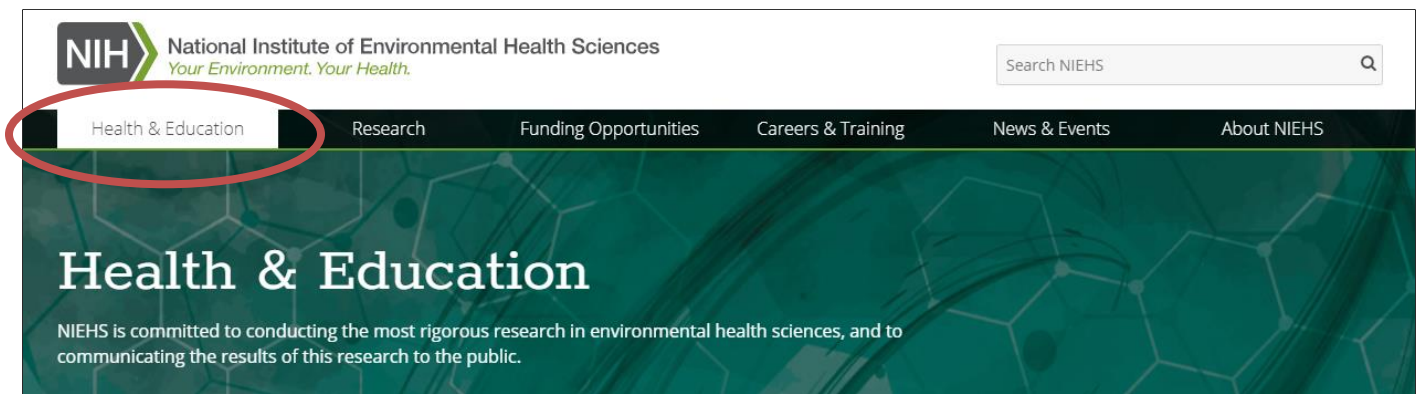 NIH
National Institute of Environmental Health Sciences
Your Environment. Your Health.
Search NIEHS
Health & Education
Research
Funding Opportunities
Careers & Training
News & Events
About NIEHS
Health & Education
NIEHS is committed to conducting the most rigorous research in environmental health sciences, and to
communicating the results of this research to the public.